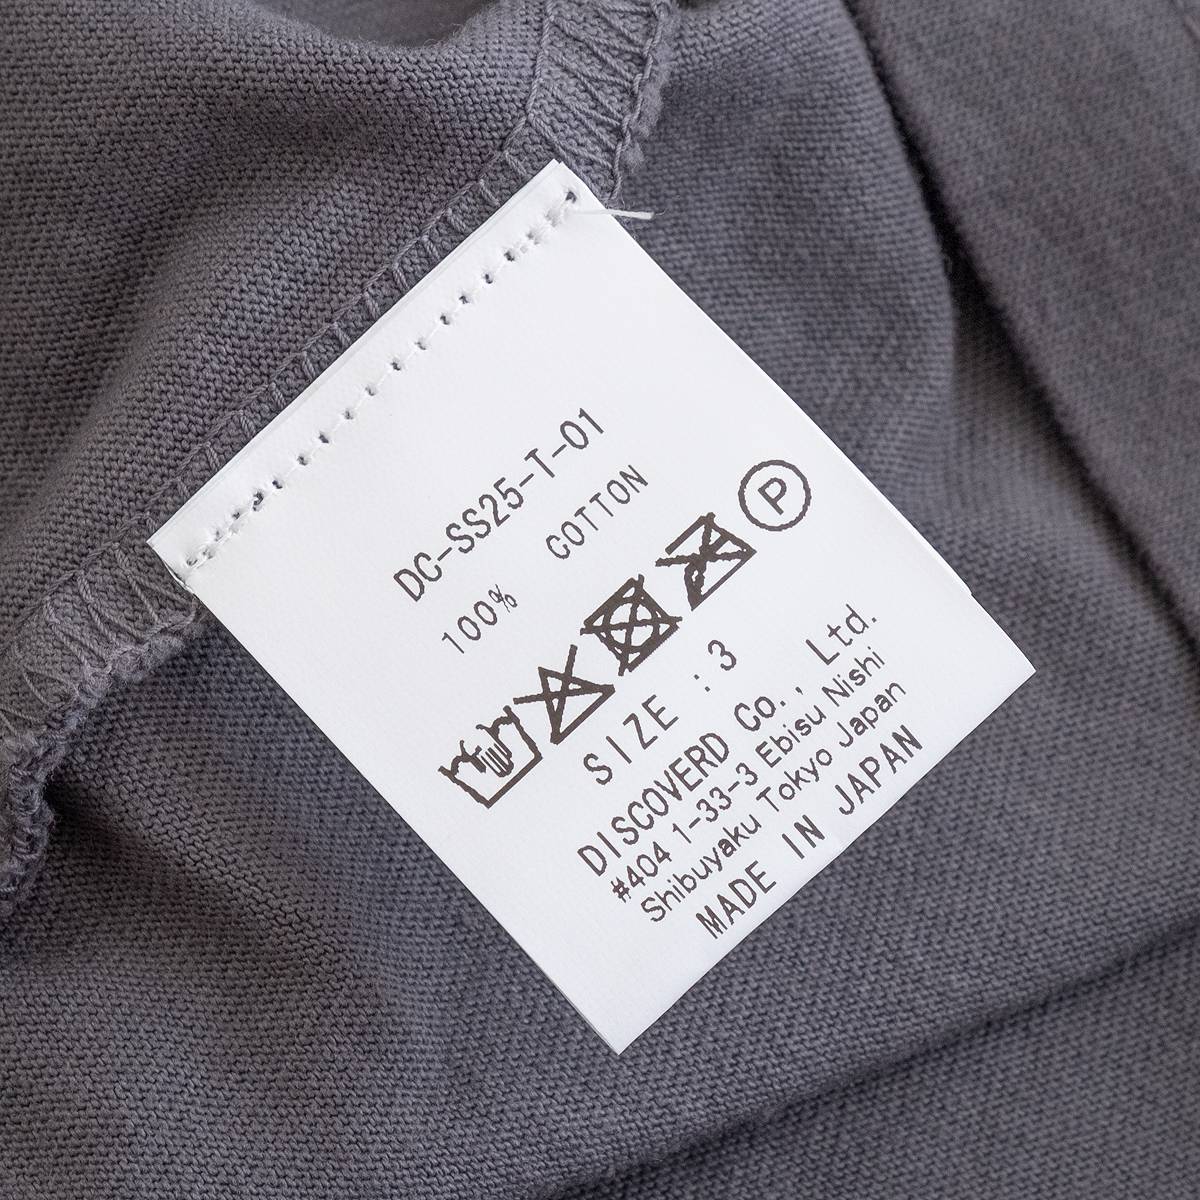 DC-SS25-T-01
100% COTTON
P
SIZE :3
DISCOVERD Co., Ltd.
#404 1-33-3 Ebisu Nishi
Shibuyaku Tokyo Japan
MADE IN JAPAN